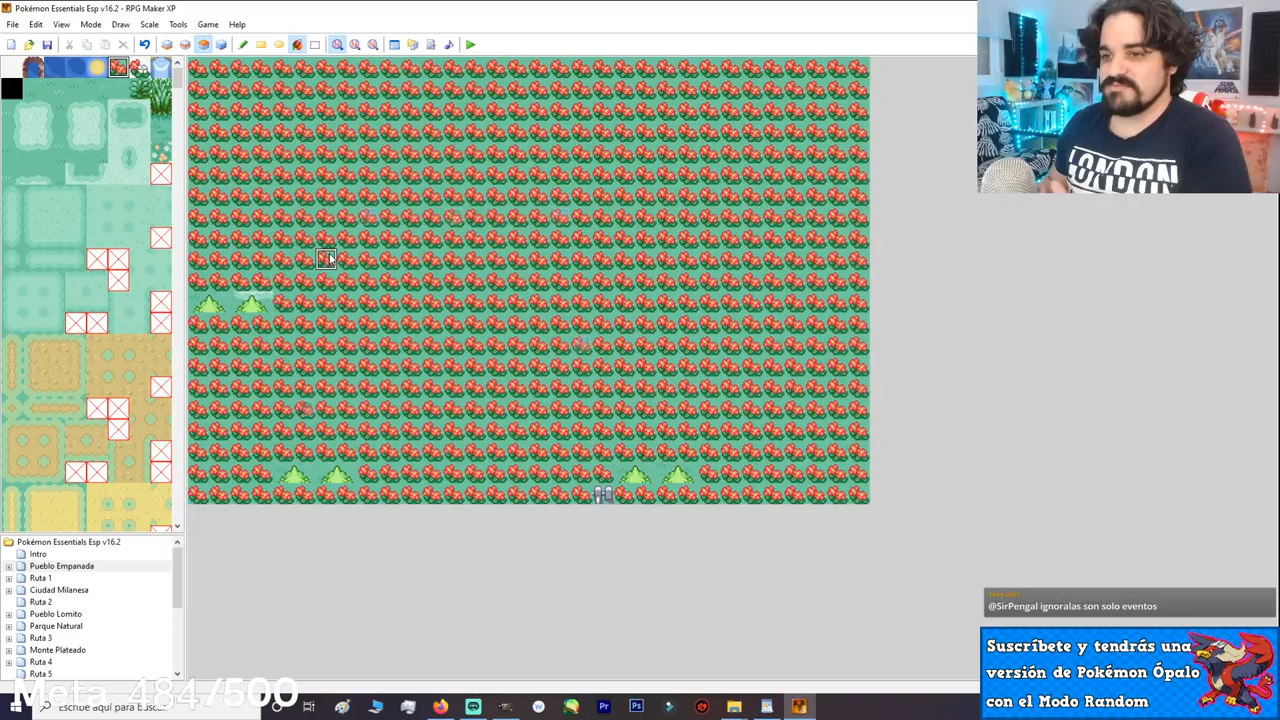 Pokémon Essentials Esp v16.2 - RPG Maker XP
File Edit View Mode Draw Scale Tools Game Help
STAR WARS
LONDON
Pokémon Essentials Esp v16.2
Intro
Pueblo Empanada
Ruta 1
Ciudad Milanesa
Ruta 2
Pueblo Lomito
Parque Natural
Ruta 3
Monte Plateado
Ruta 4
Ruta 5
@SirPengal ignoralas son solo eventos
Suscríbete y tendrás una
versión de Pokémon Ópalo
con el Modo Random
Meta 484/500
Escribe aquí para buscar